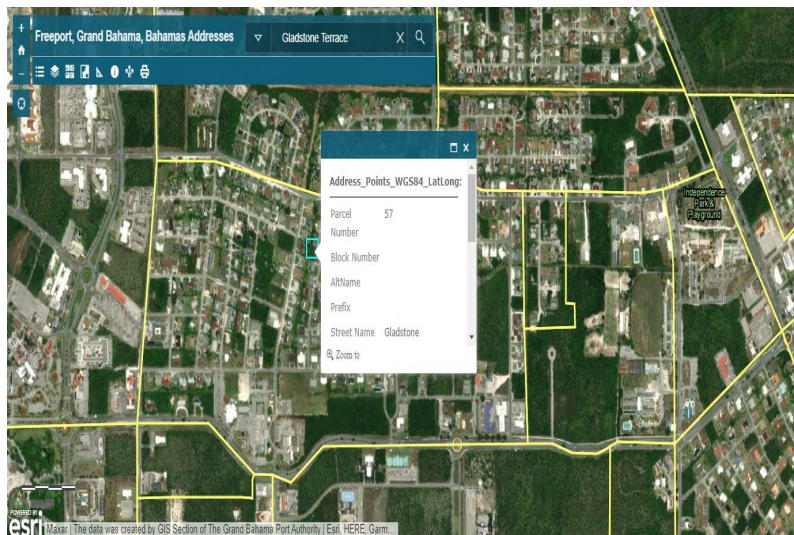 Freeport, Grand Bahama, Bahamas Addresses
Gladstone Terrace
Address_Points_WGS84_LatLong:
Parcel Number 57
Block Number
AltName
Prefix
Street Name Gladstone
Zoom to
Independence
Park &
Playground
POWERED BY
esri
Maxar | The data was created by GIS Section of The Grand Bahama Port Authority | Esri, HERE, Garm...